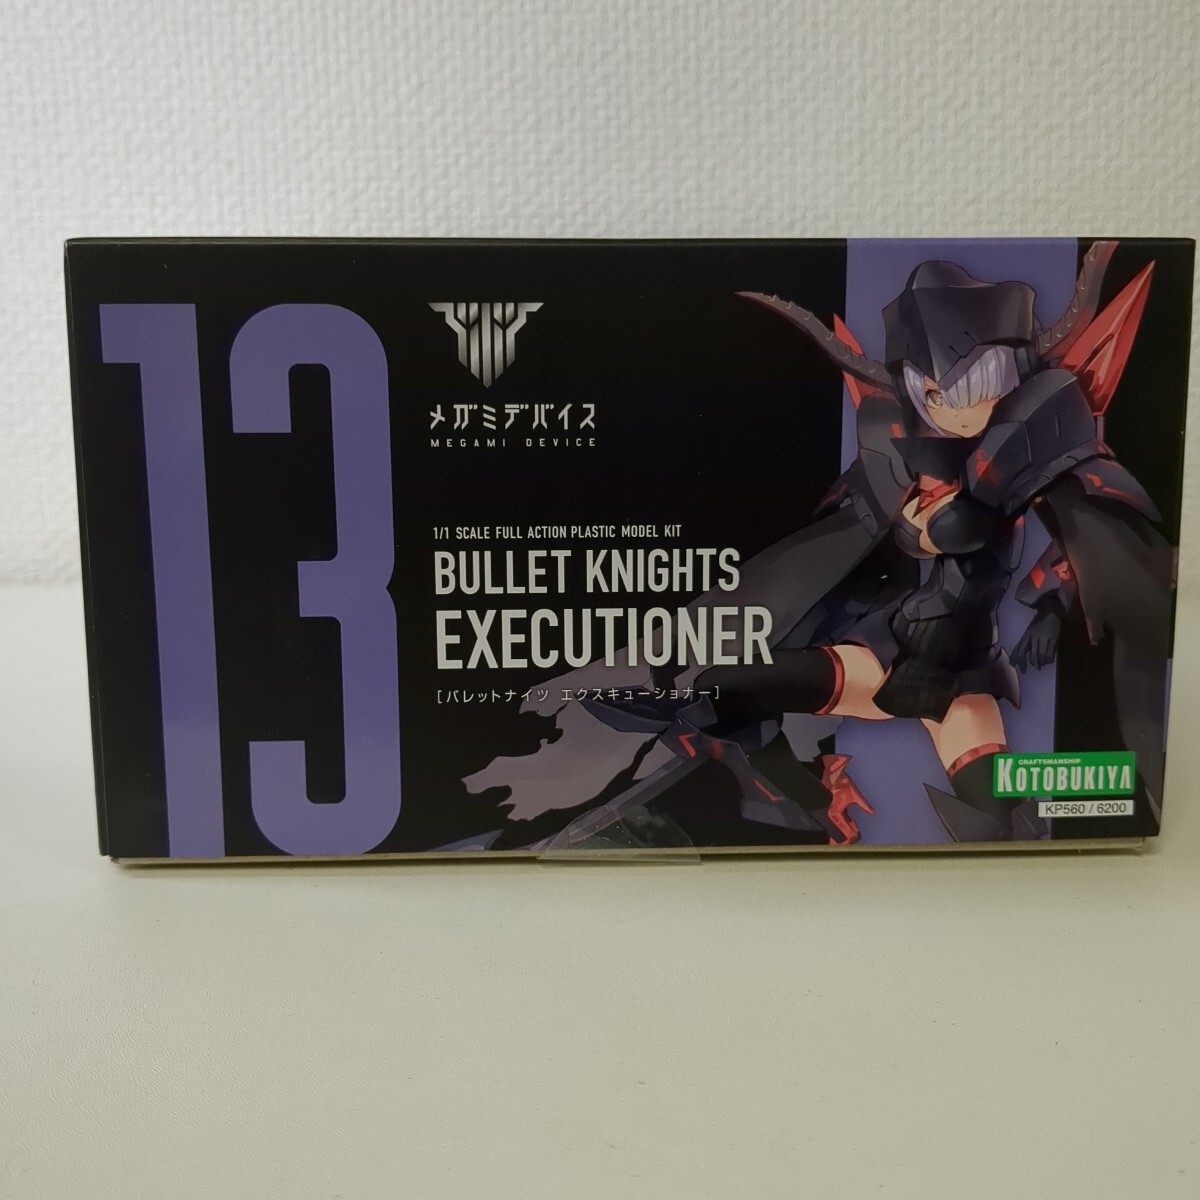 13
メガミデバイス
MEGAMI DEVICE
1/1 SCALE FULL ACTION PLASTIC MODEL KIT
BULLET KNIGHTS
EXECUTIONER
[バレットナイツ エクスキューショナー]
CRAFTSMANSHIP
KOTOBUKIYA
KP560 / 6200